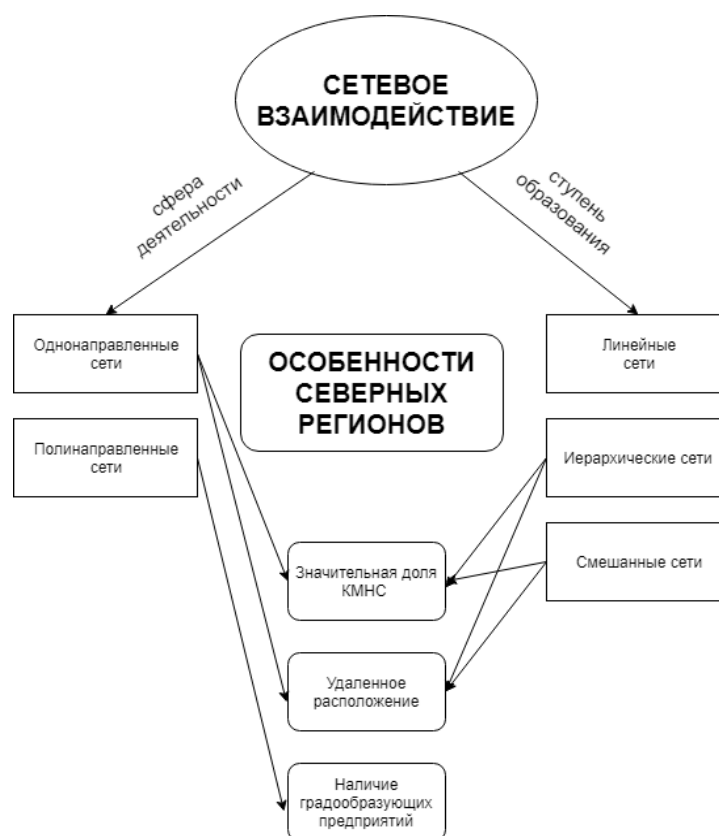 СЕТЕВОЕ
ВЗАИМОДЕЙСТВИЕ
сфера
деятельности
ступень
образования
Однонаправленные
сети
Полинаправленные
сети
ОСОБЕННОСТИ
СЕВЕРНЫХ
РЕГИОНОВ
Линейные
сети
Иерархические сети
Смешанные сети
Значительная доля
КМНС
Удаленное
расположение
Наличие
градообразующих
предприятий